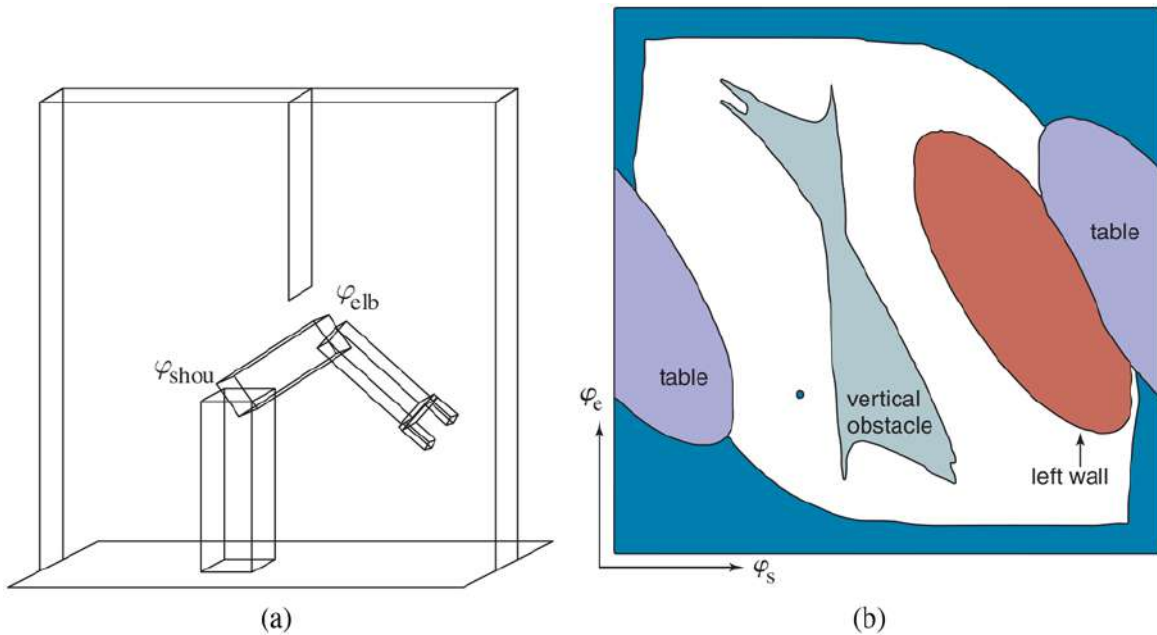 φelb
φshou
(a)
table
table
vertical
obstacle
left wall
φe
φs
(b)